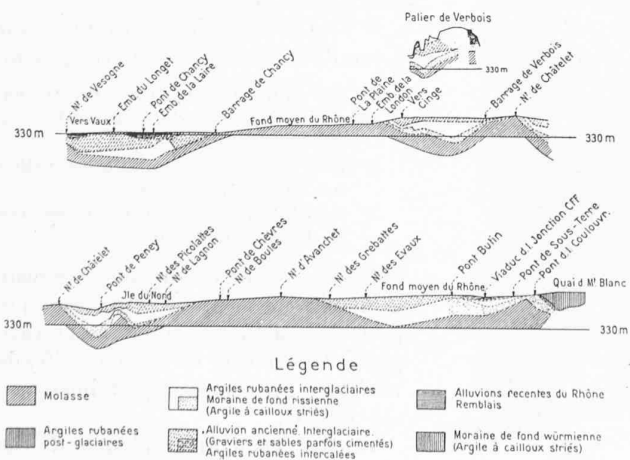 Palier de Verbois
330 m
Nt de Vesogne
Vers Vaux
Emb du Longet
Pont de Chancy
Emb de la Laire
Barrage de Chancy
Fond moyen du Rhône
Pont de La Plaine
Emb de la London
Vers Ginge
Barrage de Verbois
Nt de Châtelet
330 m
330 m
Nt de Châtelet
Pont de Peney
Ile du Nord
Nt des Picolattes
Nt de Lagnon
Pont de Chèvres
Nt de Boules
Nt d'Avanchet
Nt des Grebattes
Nt des Evaux
Fond moyen du Rhône
Pont Butin
Viaduc d. l. Jonction CFF
Pont de Sous-Terre
Pont d. l. Coulouvr.
Quai d. Mt Blanc
330 m
330 m
Légende
Molasse
Argiles rubanées
post-glaciaires
Argiles rubanées interglaciaires
Moraine de fond rissienne
(Argile à cailloux striés)
Alluvion ancienne. Interglaciaire.
(Graviers et sables parfois cimentés)
Argiles rubanées intercalées
Alluvions recentes du Rhône
Remblais
Moraine de fond würmienne
(Argile à cailloux striés)